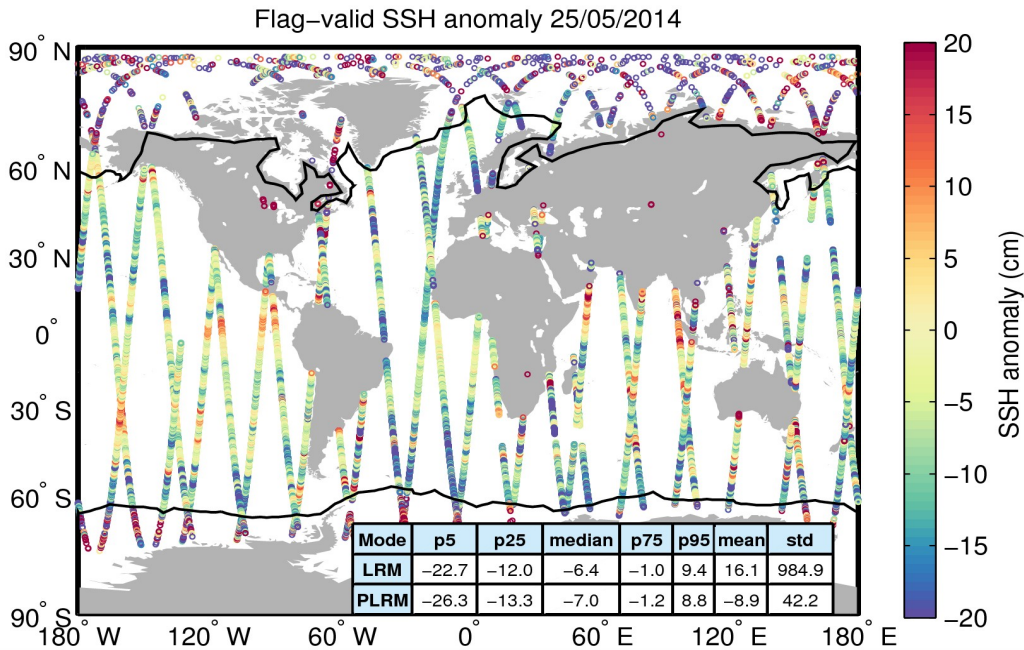 Flag−valid SSH anomaly 25/05/2014
90° N
60° N
30° N
0°
30° S
60° S
90° S
180° W
120° W
60° W
0°
60° E
120° E
180° E
Mode p5 p25 median p75 p95 mean std
LRM −22.7 −12.0 −6.4 −1.0 9.4 16.1 984.9
PLRM −26.3 −13.3 −7.0 −1.2 8.8 −8.9 42.2
20
15
10
5
0
−5
−10
−15
−20
SSH anomaly (cm)